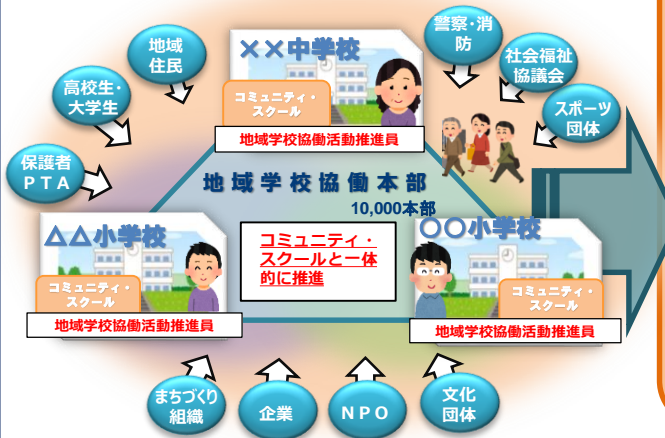 地域
住民
××中学校
警察・消
防
社会福祉
協議会
高校生・
大学生
コミュニティ・
スクール
スポーツ
団体
地域学校協働活動推進員
保護者
PTA
地域学校協働本部
10,000本部
△△小学校
コミュニティ・
スクールと一体
的に推進
〇〇小学校
コミュニティ・
スクール
コミュニティ・
スクール
地域学校協働活動推進員
地域学校協働活動推進員
まちづくり
組織
企業
NPO
文化
団体